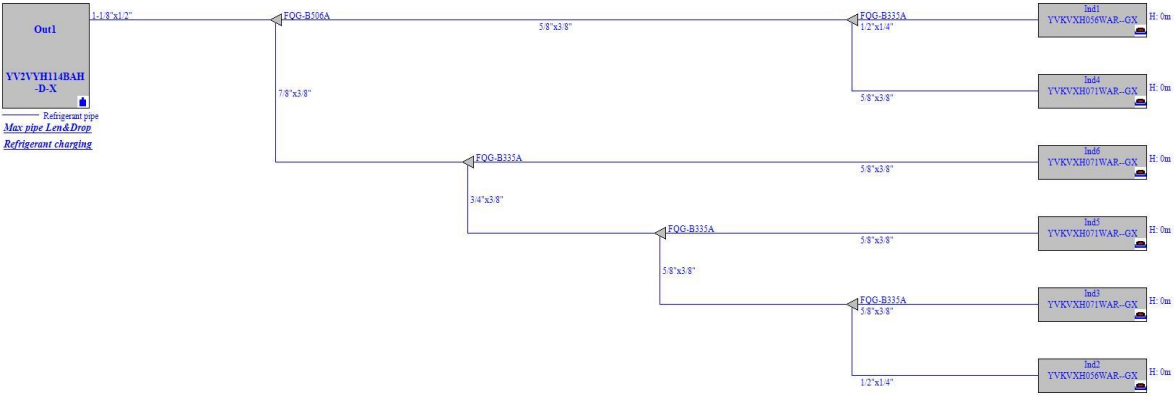 Out1
YV2VYH114BAH
-D-X
1-1/8"x1/2"
FQG-B506A
5/8"x3/8"
FQG-B335A
1/2"x1/4"
Ind1
YVKVXH056WAR--GX
H: 0m
7/8"x3/8"
5/8"x3/8"
Ind4
YVKVXH071WAR--GX
H: 0m
Refrigerant pipe
Max pipe Len&Drop
Refrigerant charging
FQG-B335A
5/8"x3/8"
Ind6
YVKVXH071WAR--GX
H: 0m
3/4"x3/8"
FQG-B335A
5/8"x3/8"
Ind5
YVKVXH071WAR--GX
H: 0m
5/8"x3/8"
FQG-B335A
5/8"x3/8"
Ind3
YVKVXH071WAR--GX
H: 0m
1/2"x1/4"
Ind2
YVKVXH056WAR--GX
H: 0m